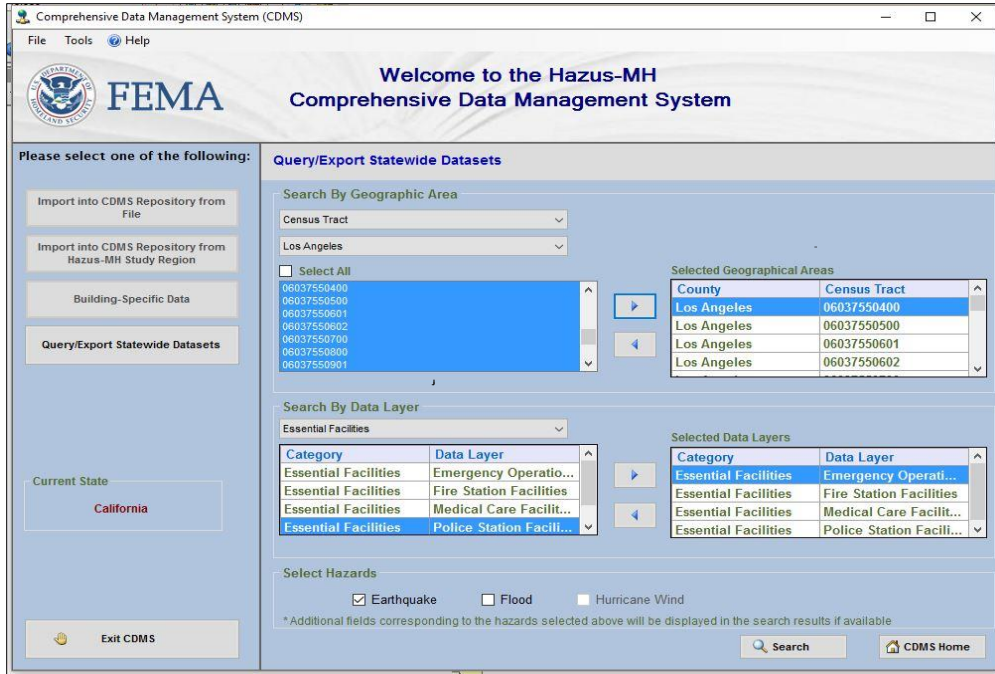 Comprehensive Data Management System (CDMS)
File Tools Help
FEMA
U.S. DEPARTMENT OF HOMELAND SECURITY
Welcome to the Hazus-MH
Comprehensive Data Management System
Please select one of the following:
Import into CDMS Repository from
File
Import into CDMS Repository from
Hazus-MH Study Region
Building-Specific Data
Query/Export Statewide Datasets
Current State
California
Exit CDMS
Query/Export Statewide Datasets
Search By Geographic Area
Census Tract
Los Angeles
Select All
06037550400
06037550500
06037550601
06037550602
06037550700
06037550800
06037550901
Selected Geographical Areas
County Census Tract
Los Angeles 06037550400
Los Angeles 06037550500
Los Angeles 06037550601
Los Angeles 06037550602
Search By Data Layer
Essential Facilities
Category Data Layer
Essential Facilities Emergency Operatio...
Essential Facilities Fire Station Facilities
Essential Facilities Medical Care Facilit...
Essential Facilities Police Station Facili...
Selected Data Layers
Category Data Layer
Essential Facilities Emergency Operati...
Essential Facilities Fire Station Facilities
Essential Facilities Medical Care Facilit...
Essential Facilities Police Station Facili...
Select Hazards
Earthquake Flood Hurricane Wind
* Additional fields corresponding to the hazards selected above will be displayed in the search results if available
Search CDMS Home